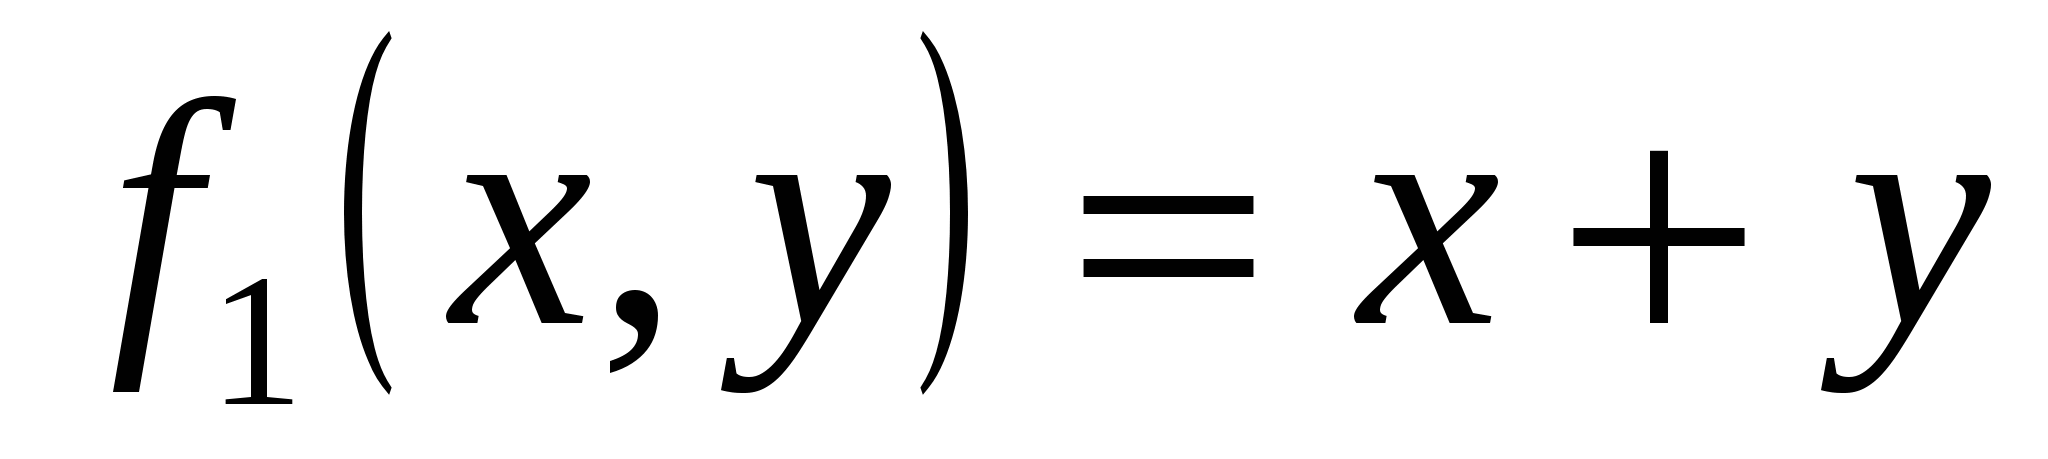 f₁(x, y) = x + y